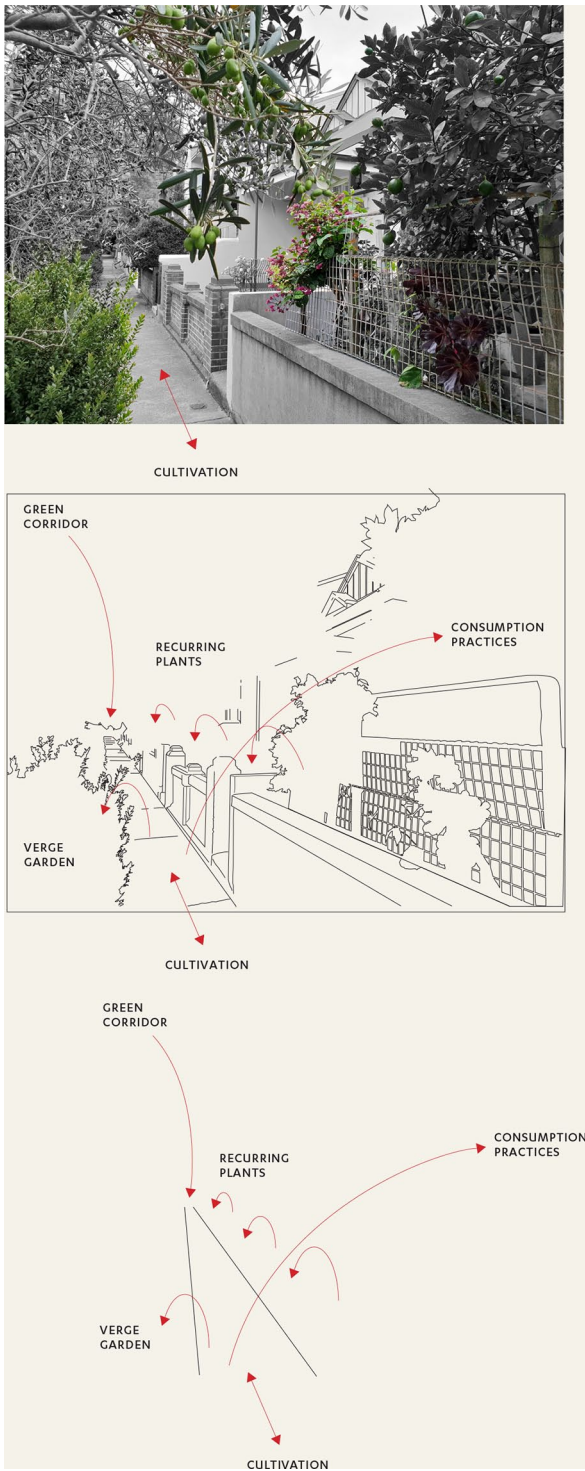 CULTIVATION
GREEN
CORRIDOR
RECURRING
PLANTS
CONSUMPTION
PRACTICES
VERGE
GARDEN
CULTIVATION
GREEN
CORRIDOR
CONSUMPTION
PRACTICES
RECURRING
PLANTS
VERGE
GARDEN
CULTIVATION